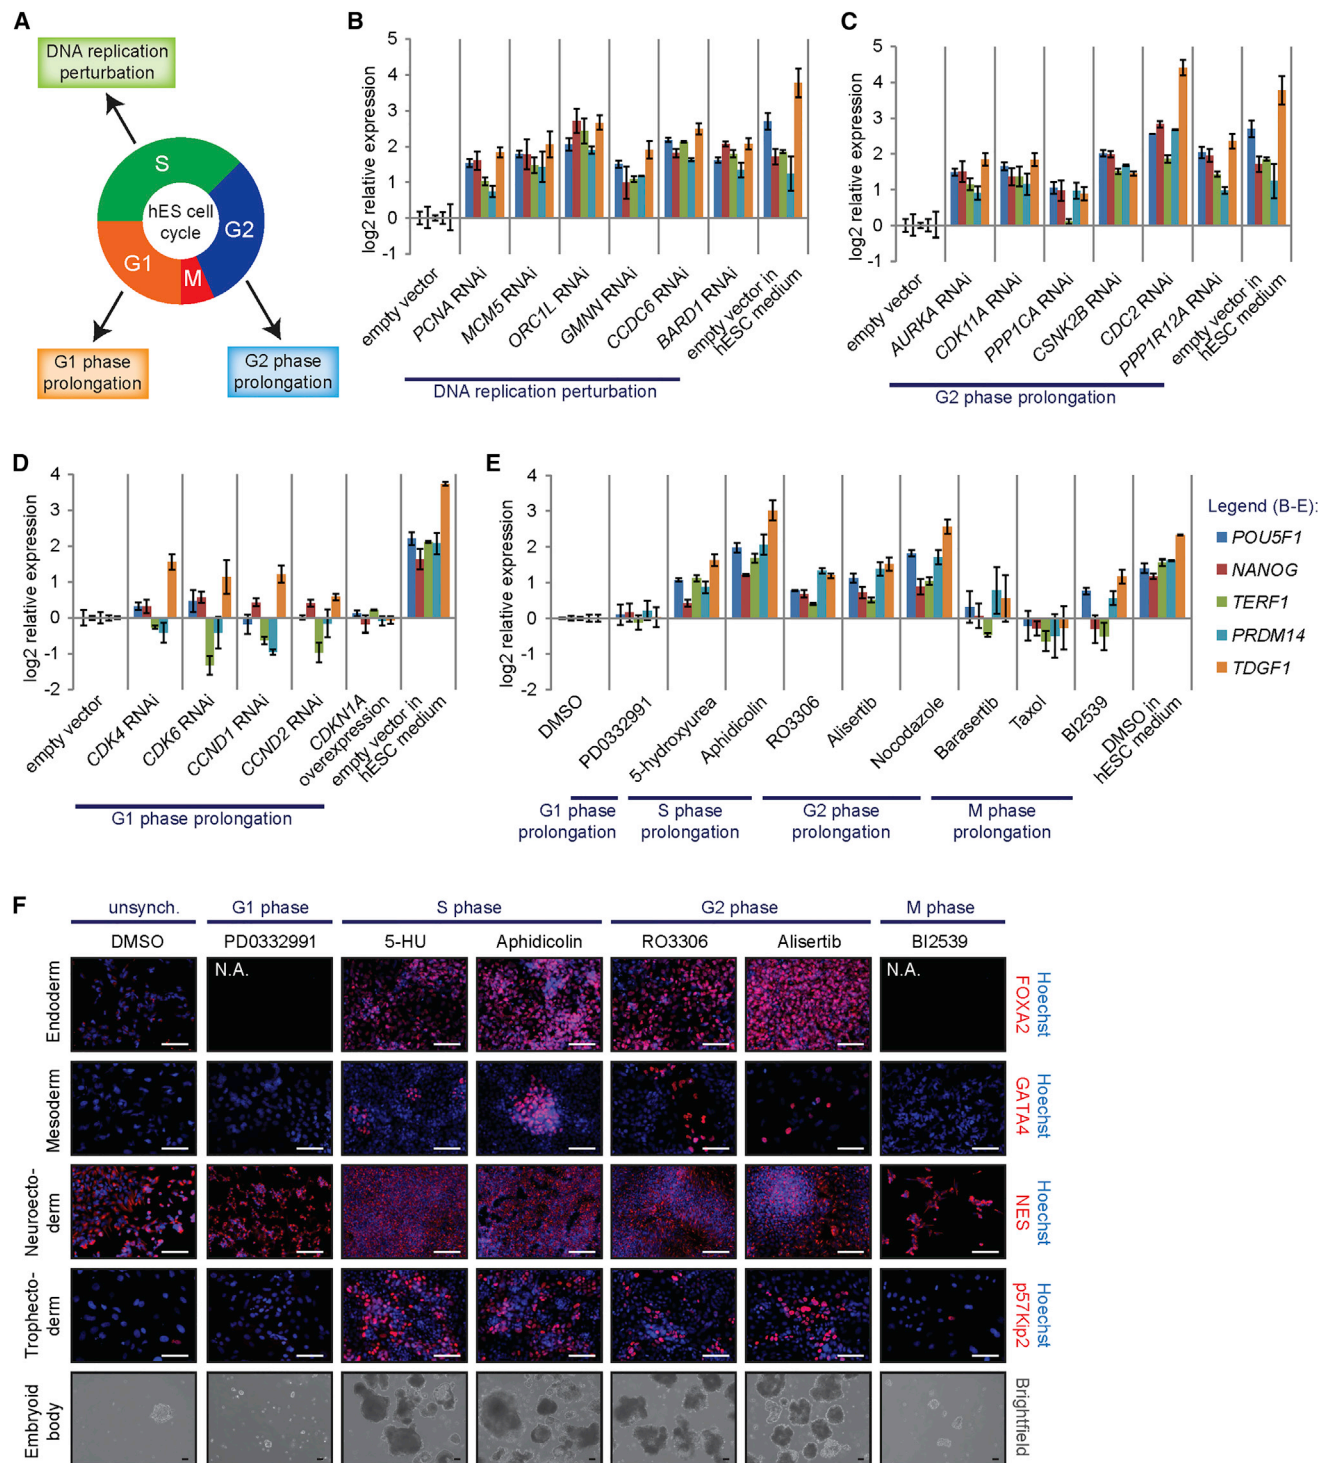 A
DNA replication
perturbation
S
hES cell
cycle
G2
G1
M
G1 phase
prolongation
G2 phase
prolongation
B
log2 relative expression
5
4
3
2
1
0
-1
empty vector
PCNA RNAi
MCM5 RNAi
ORC1L RNAi
GMNN RNAi
CCDC6 RNAi
BARD1 RNAi
empty vector in
hESC medium
DNA replication perturbation
C
log2 relative expression
5
4
3
2
1
0
-1
empty vector
AURKA RNAi
CDK11A RNAi
PPP1CA RNAi
CSNK2B RNAi
CDC2 RNAi
PPP1R12A RNAi
empty vector in
hESC medium
G2 phase prolongation
D
log2 relative expression
4
3
2
1
0
-1
-2
empty vector
CDK4 RNAi
CDK6 RNAi
CCND1 RNAi
CCND2 RNAi
CDKN1A
overexpression
empty vector in
hESC medium
G1 phase prolongation
E
log2 relative expression
4
3
2
1
0
-1
-2
DMSO
PD0332991
5-hydroxyurea
Aphidicolin
RO3306
Alisertib
Nocodazole
Barasertib
Taxol
BI2539
DMSO in
hESC medium
G1 phase
prolongation
S phase
prolongation
G2 phase
prolongation
M phase
prolongation
Legend (B-E):
POU5F1
NANOG
TERF1
PRDM14
TDGF1
F
unsynch.
G1 phase
S phase
G2 phase
M phase
DMSO
PD0332991
5-HU
Aphidicolin
RO3306
Alisertib
BI2539
Endoderm
N.A.
N.A.
Hoechst
FOXA2
Mesoderm
Hoechst
GATA4
Neuroecto-
derm
Hoechst
NES
Trophecto-
derm
Hoechst
p57Kip2
Embryoid
body
Brightfield